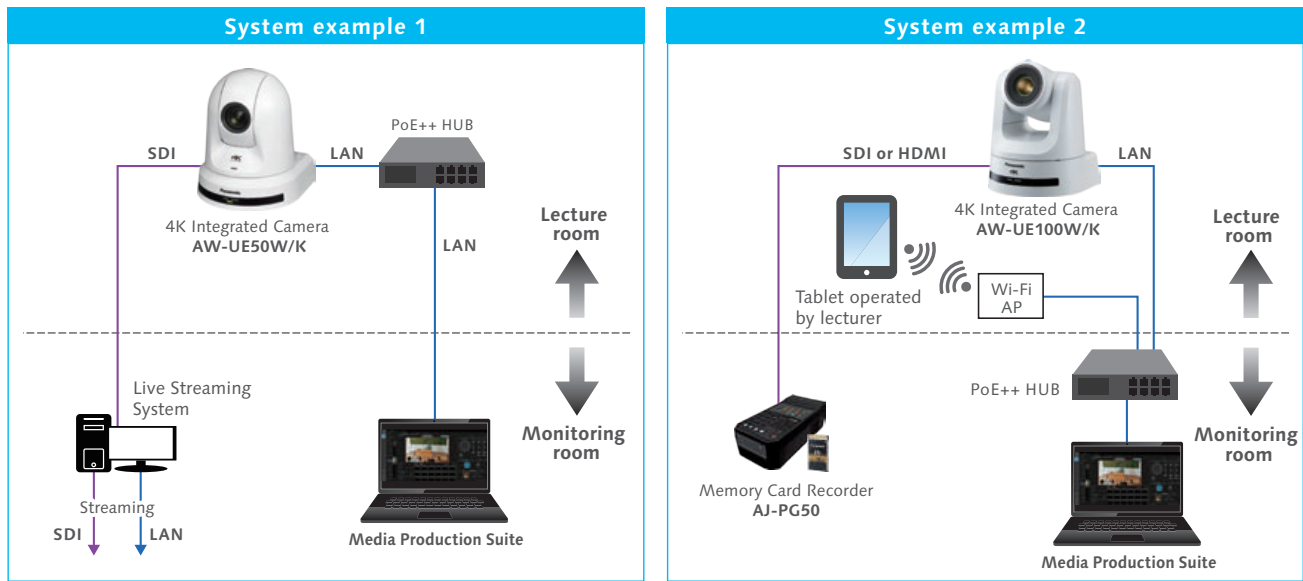 System example 1
PoE++ HUB
SDI
LAN
4K Integrated Camera
AW-UE50W/K
LAN
Lecture
room
Live Streaming
System
Monitoring
room
Streaming
SDI
LAN
Media Production Suite
System example 2
SDI or HDMI
LAN
Panasonic
4K
4K Integrated Camera
AW-UE100W/K
Lecture
room
Tablet operated
by lecturer
Wi-Fi
AP
PoE++ HUB
Monitoring
room
Memory Card Recorder
AJ-PG50
Media Production Suite